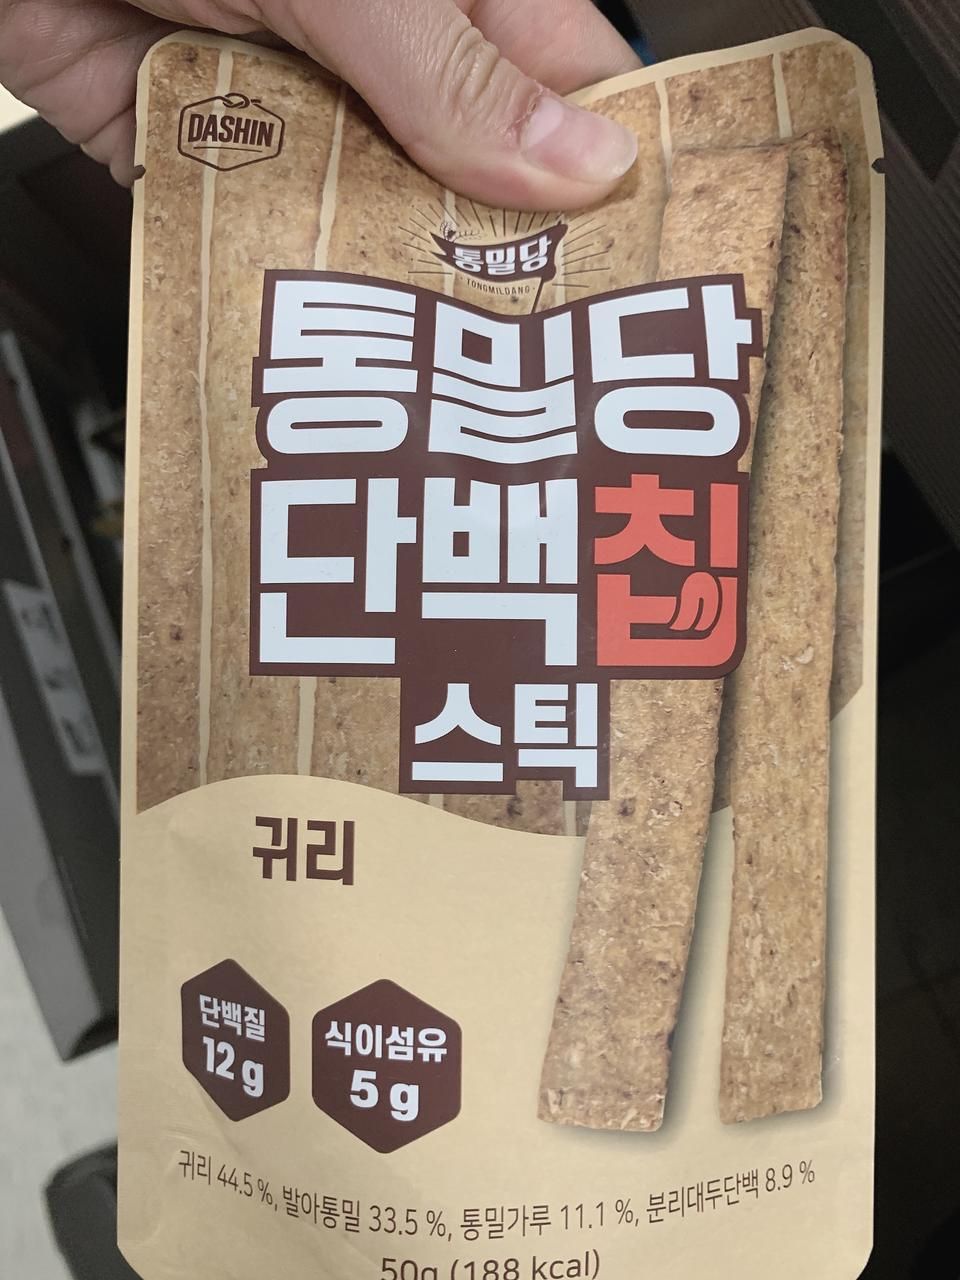 DASHIN
통밀당
TONGMILDANG
통밀당
단백칩
스틱
귀리
단백질
12 g
식이섬유
5 g
귀리 44.5 %, 발아통밀 33.5 %, 통밀가루 11.1 %, 분리대두단백 8.9 %
50g (188 kcal)